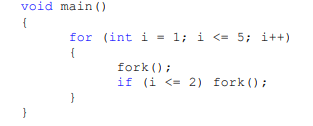 void main()
{
for (int i = 1; i <= 5; i++)
{
fork();
if (i <= 2) fork();
}
}